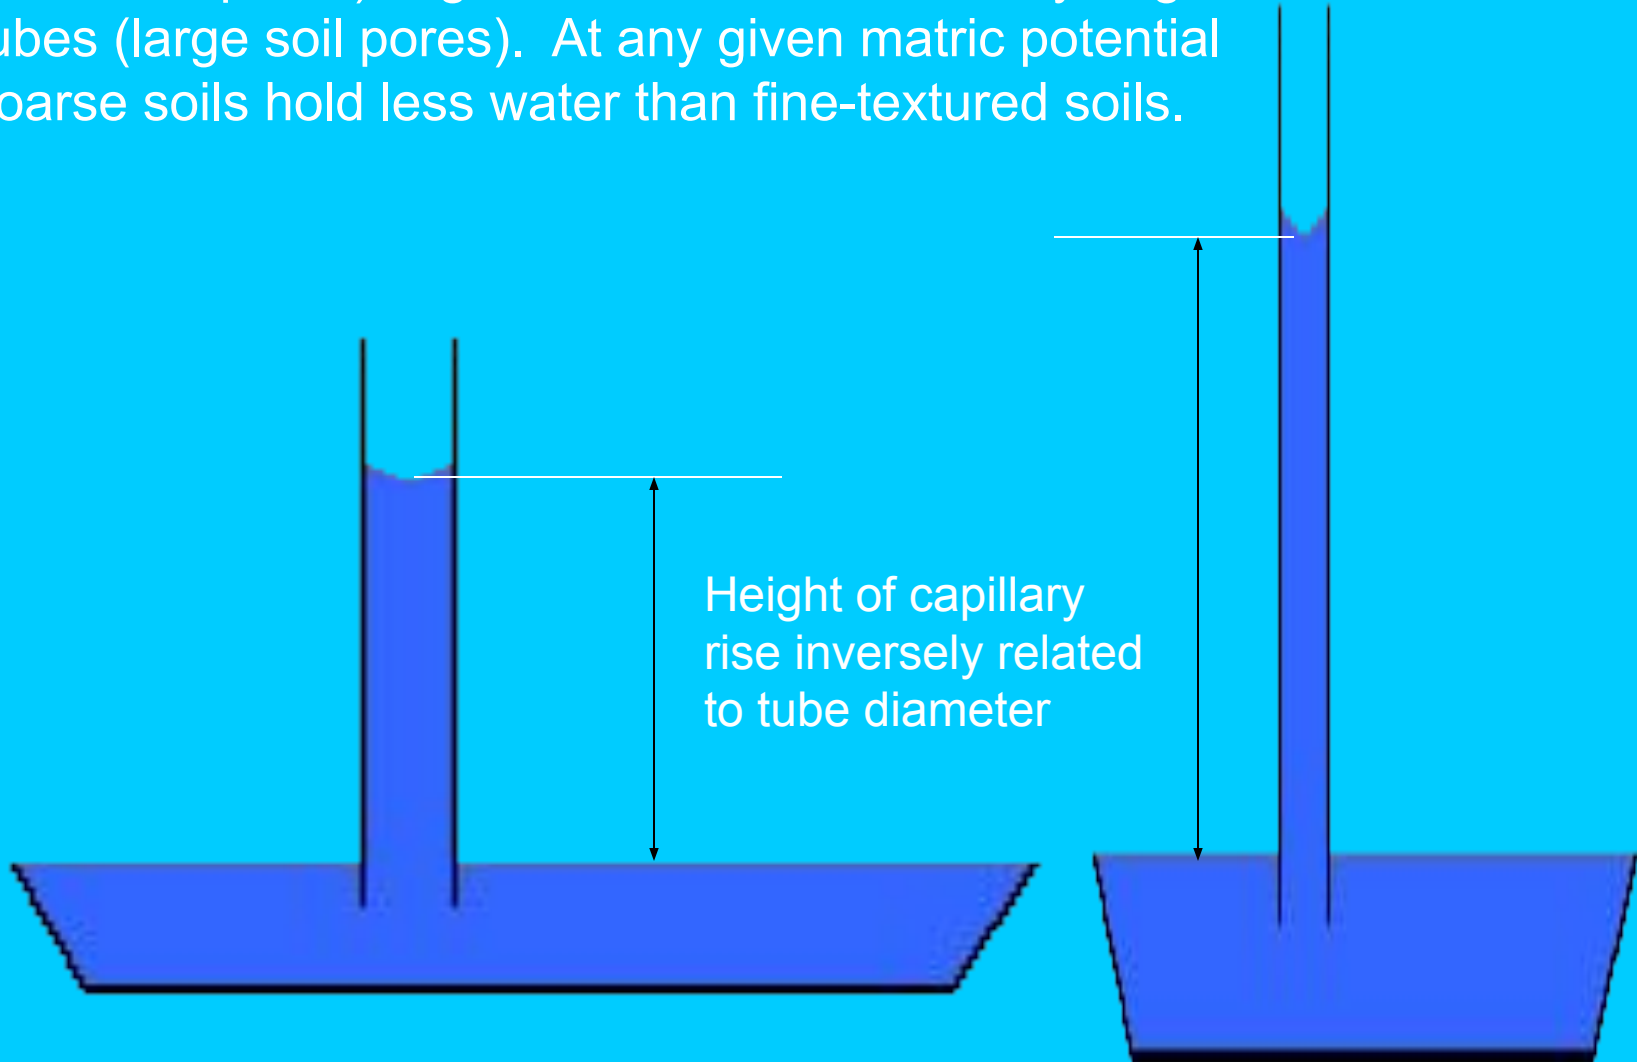 ubes (large soil pores). At any given matric potential
oarse soils hold less water than fine-textured soils.
Height of capillary
rise inversely related
to tube diameter